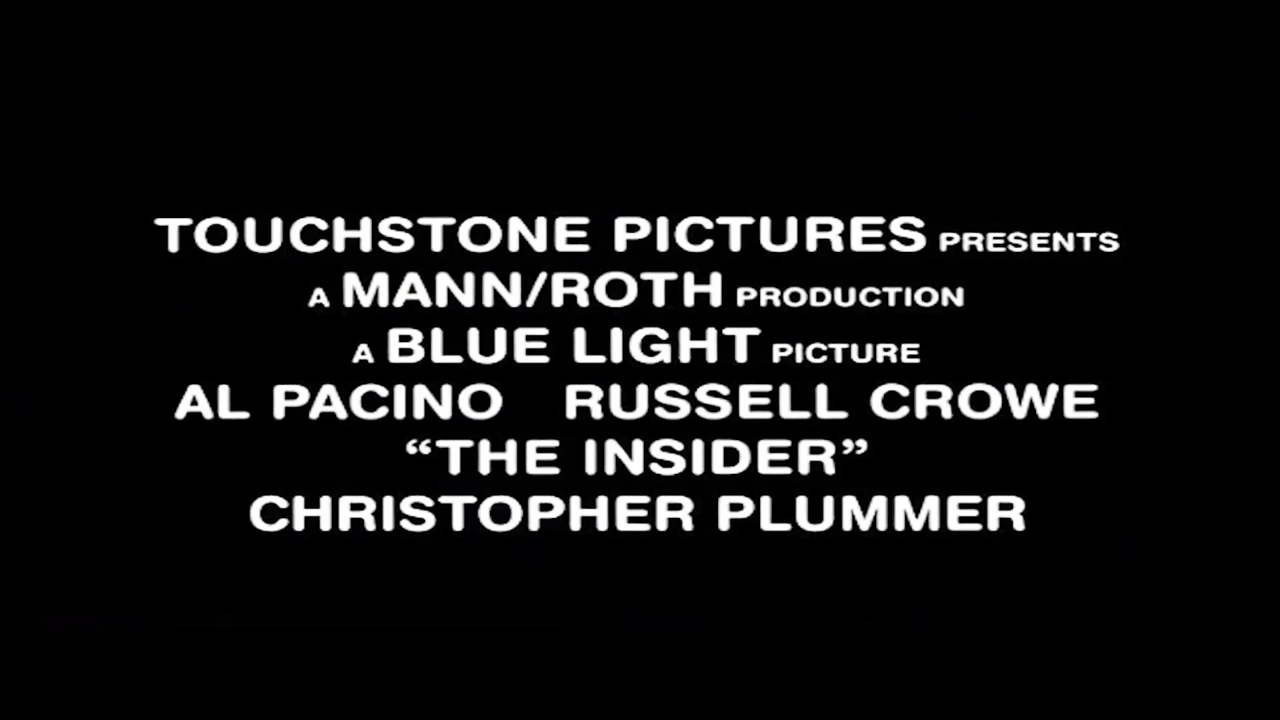 TOUCHSTONE PICTURES PRESENTS
A MANN/ROTH PRODUCTION
A BLUE LIGHT PICTURE
AL PACINO RUSSELL CROWE
“THE INSIDER”
CHRISTOPHER PLUMMER